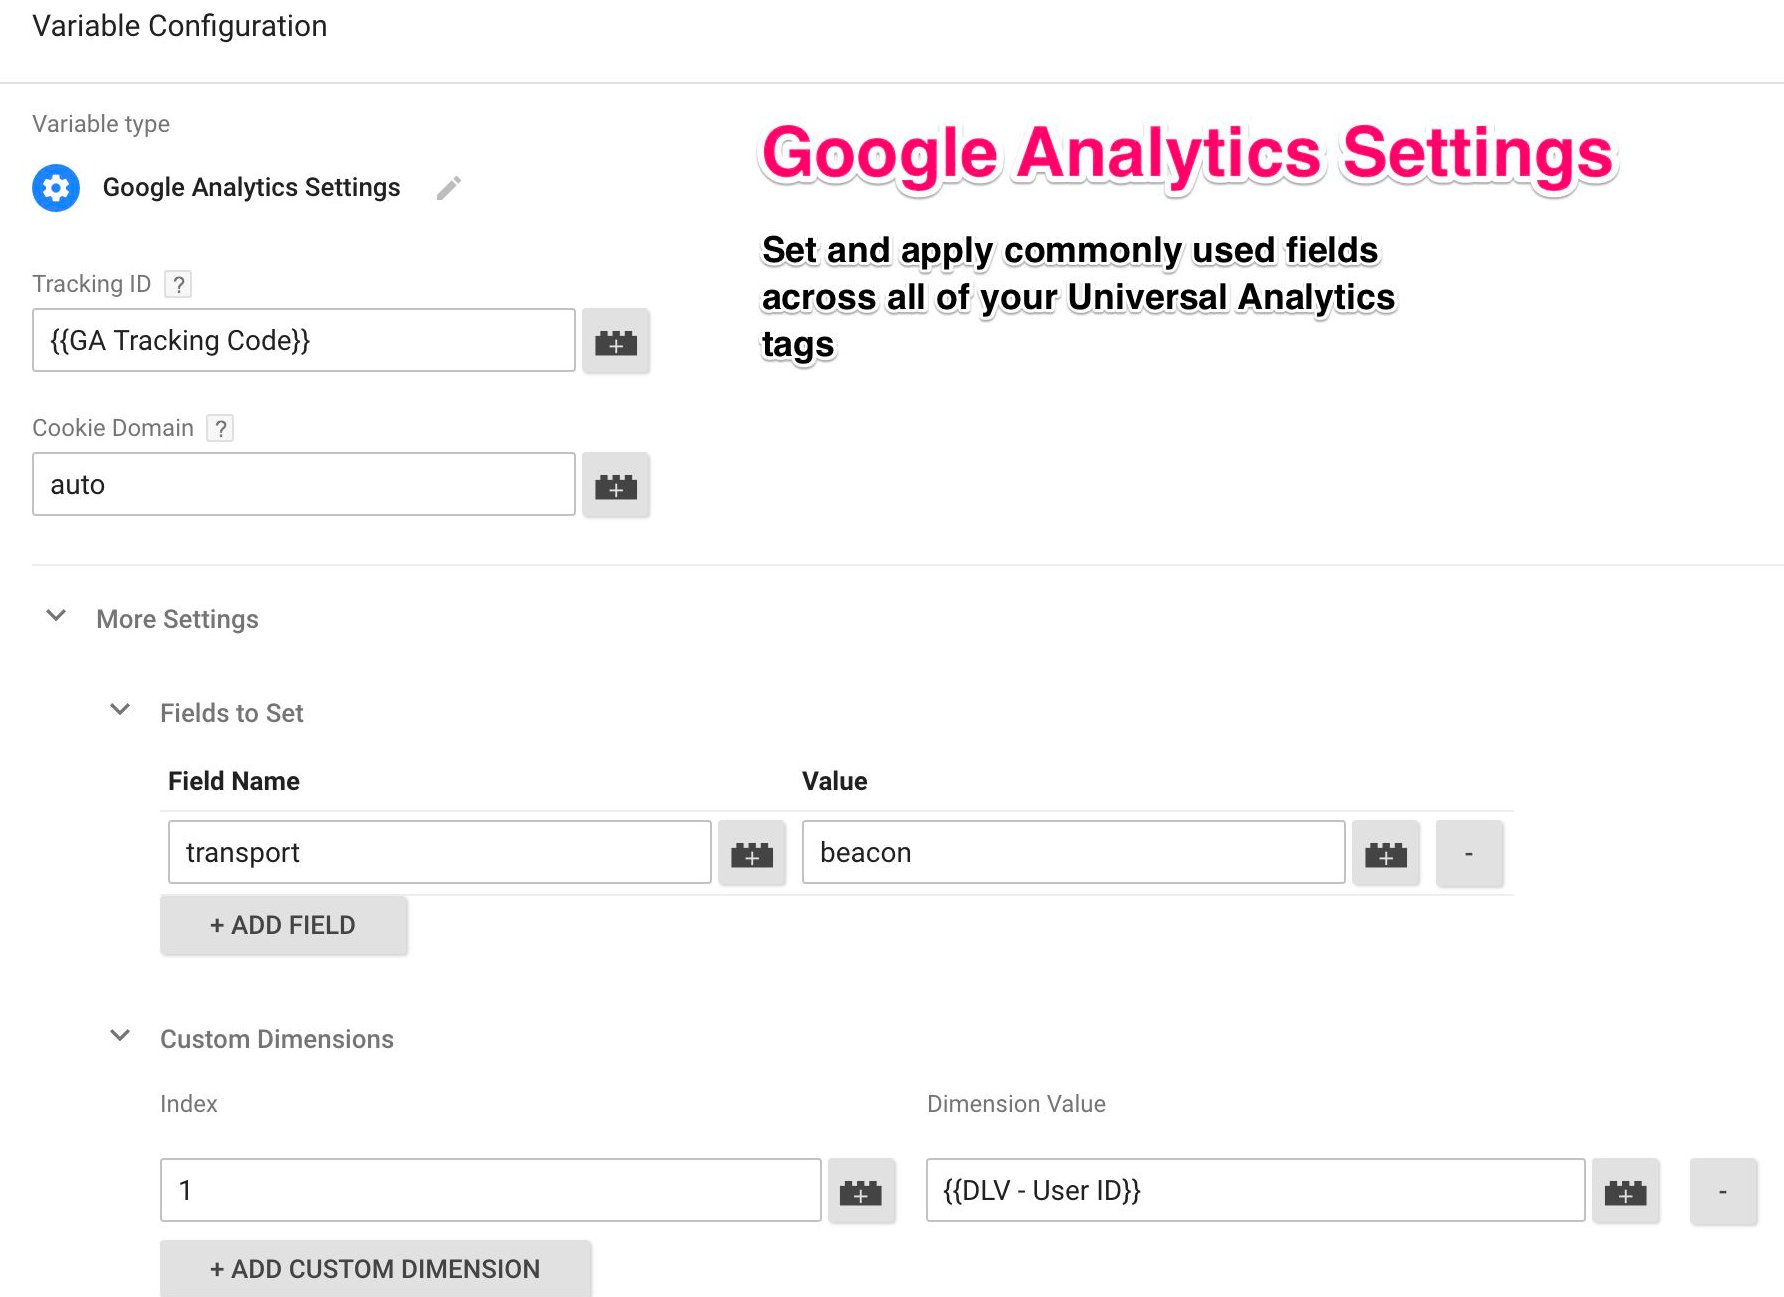 Variable Configuration
Variable type
Google Analytics Settings
Google Analytics Settings
Set and apply commonly used fields
across all of your Universal Analytics
tags
Tracking ID ?
{{GA Tracking Code}}
Cookie Domain ?
auto
More Settings
Fields to Set
Field Name Value
transport beacon -
+ ADD FIELD
Custom Dimensions
Index Dimension Value
1 {{DLV - User ID}} -
+ ADD CUSTOM DIMENSION